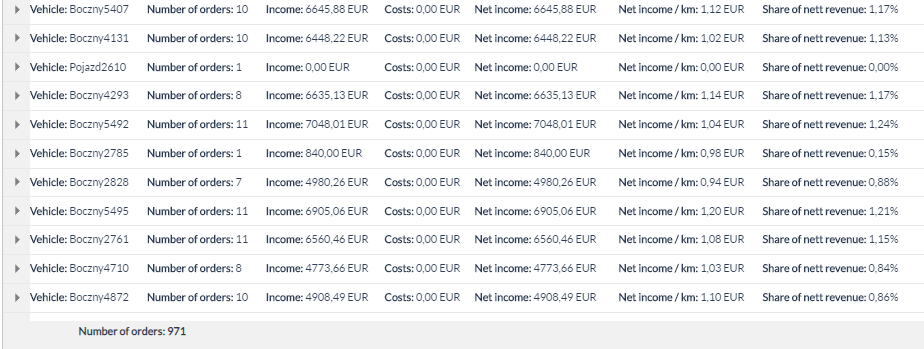 Vehicle: Boczny5407 Number of orders: 10 Income: 6645,88 EUR Costs: 0,00 EUR Net income: 6645,88 EUR Net income / km: 1,12 EUR Share of nett revenue: 1,17%
Vehicle: Boczny4131 Number of orders: 10 Income: 6448,22 EUR Costs: 0,00 EUR Net income: 6448,22 EUR Net income / km: 1,02 EUR Share of nett revenue: 1,13%
Vehicle: Pojazd2610 Number of orders: 1 Income: 0,00 EUR Costs: 0,00 EUR Net income: 0,00 EUR Net income / km: 0,00 EUR Share of nett revenue: 0,00%
Vehicle: Boczny4293 Number of orders: 8 Income: 6635,13 EUR Costs: 0,00 EUR Net income: 6635,13 EUR Net income / km: 1,14 EUR Share of nett revenue: 1,17%
Vehicle: Boczny5492 Number of orders: 11 Income: 7048,01 EUR Costs: 0,00 EUR Net income: 7048,01 EUR Net income / km: 1,04 EUR Share of nett revenue: 1,24%
Vehicle: Boczny2785 Number of orders: 1 Income: 840,00 EUR Costs: 0,00 EUR Net income: 840,00 EUR Net income / km: 0,98 EUR Share of nett revenue: 0,15%
Vehicle: Boczny2828 Number of orders: 7 Income: 4980,26 EUR Costs: 0,00 EUR Net income: 4980,26 EUR Net income / km: 0,94 EUR Share of nett revenue: 0,88%
Vehicle: Boczny5495 Number of orders: 11 Income: 6905,06 EUR Costs: 0,00 EUR Net income: 6905,06 EUR Net income / km: 1,20 EUR Share of nett revenue: 1,21%
Vehicle: Boczny2761 Number of orders: 11 Income: 6560,46 EUR Costs: 0,00 EUR Net income: 6560,46 EUR Net income / km: 1,08 EUR Share of nett revenue: 1,15%
Vehicle: Boczny4710 Number of orders: 8 Income: 4773,66 EUR Costs: 0,00 EUR Net income: 4773,66 EUR Net income / km: 1,03 EUR Share of nett revenue: 0,84%
Vehicle: Boczny4872 Number of orders: 10 Income: 4908,49 EUR Costs: 0,00 EUR Net income: 4908,49 EUR Net income / km: 1,10 EUR Share of nett revenue: 0,86%
Number of orders: 971